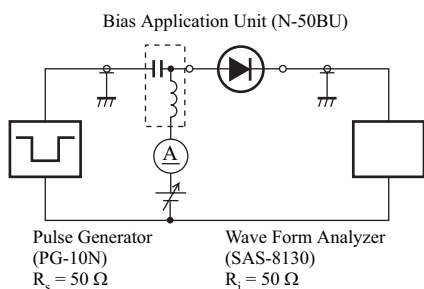 Bias Application Unit (N-50BU)
A
Pulse Generator
(PG-10N)
Rs = 50 Ω
Wave Form Analyzer
(SAS-8130)
Ri = 50 Ω